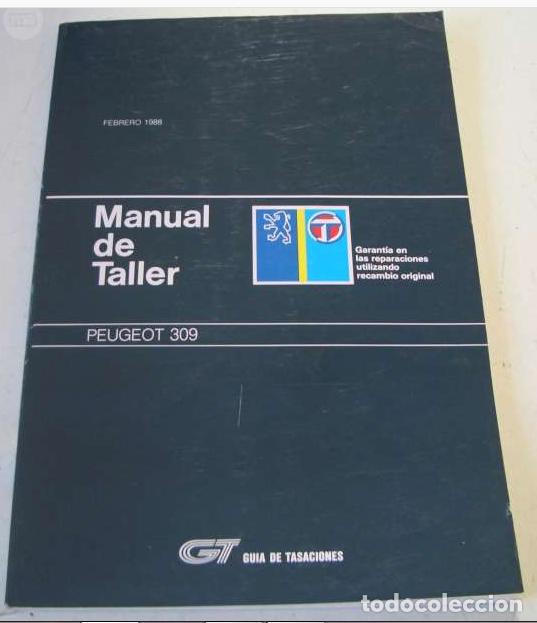 FEBRERO 1988
Manual
de
Taller
Garantía en
las reparaciones
utilizando
recambio original
PEUGEOT 309
GT GUIA DE TASACIONES
todocoleccion